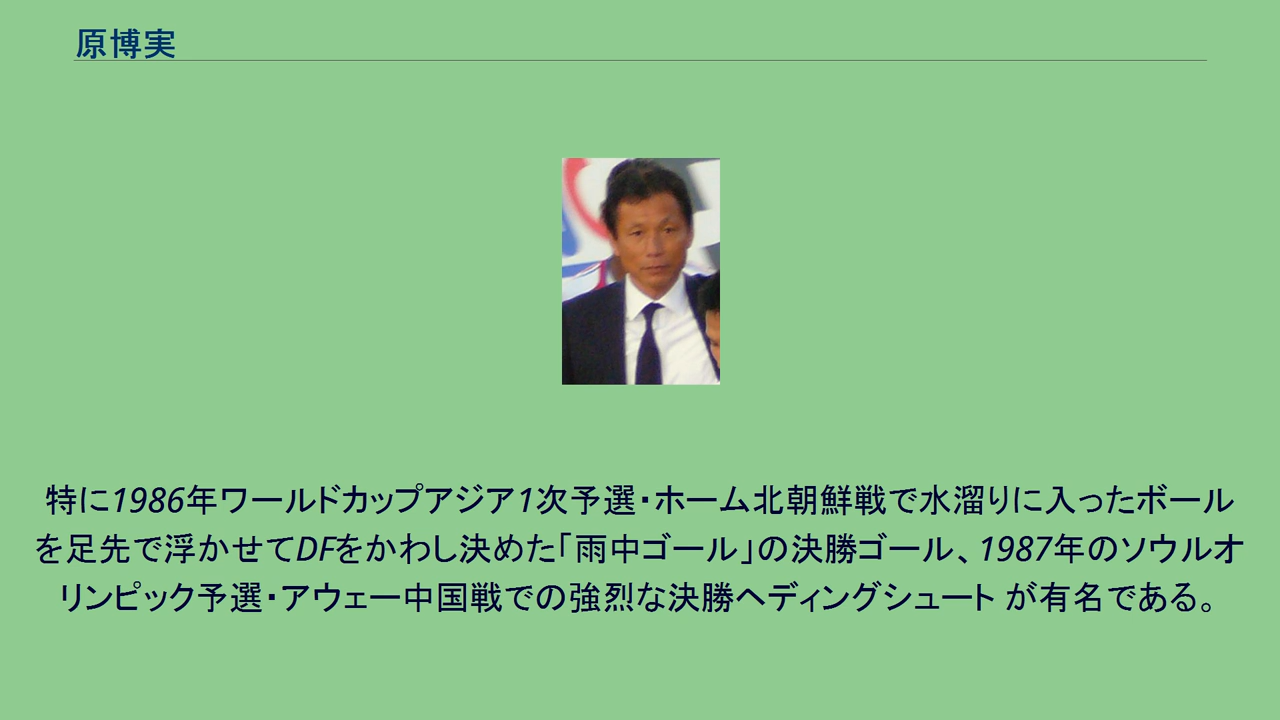 原博実
特に1986年ワールドカップアジア1次予選・ホーム北朝鮮戦で水溜りに入ったボール
を足先で浮かせてDFをかわし決めた「雨中ゴール」の決勝ゴール、1987年のソウルオ
リンピック予選・アウェー中国戦での強烈な決勝ヘディングシュート が有名である。